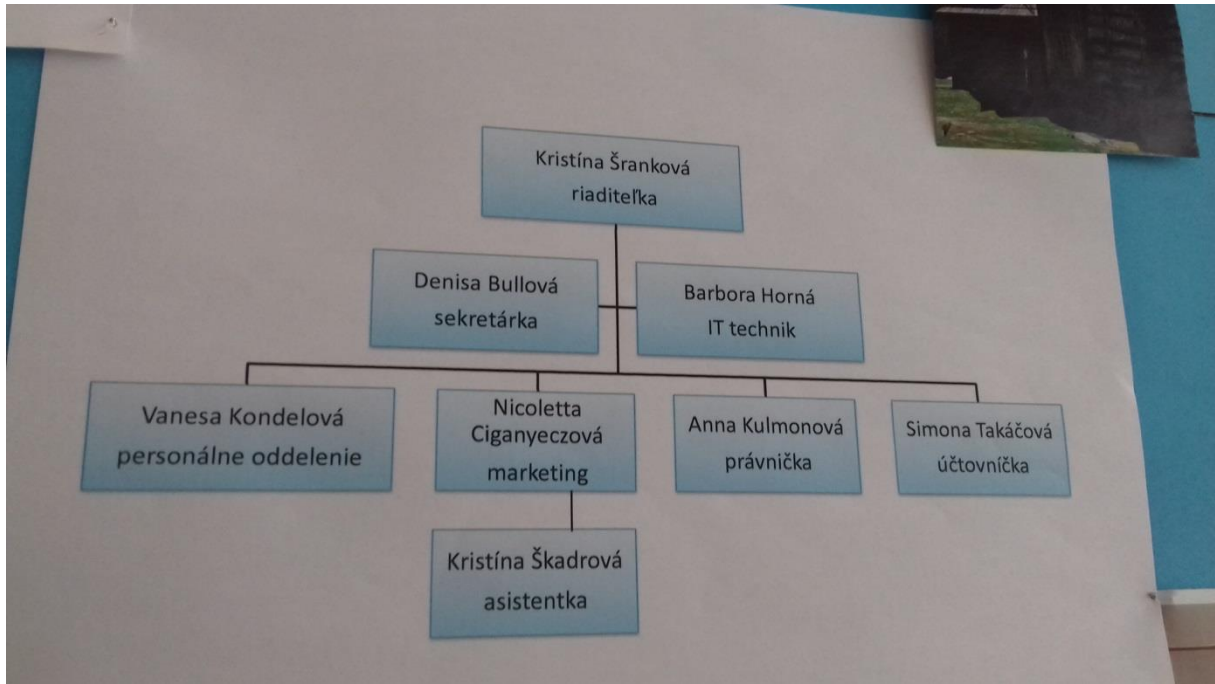 Kristína Šranková
riaditeľka
Denisa Bullová
sekretárka
Barbora Horná
IT technik
Vanesa Kondelová
personálne oddelenie
Nicoletta
Ciganyeczová
marketing
Anna Kulmonová
právnička
Simona Takáčová
účtovníčka
Kristína Škadrová
asistentka